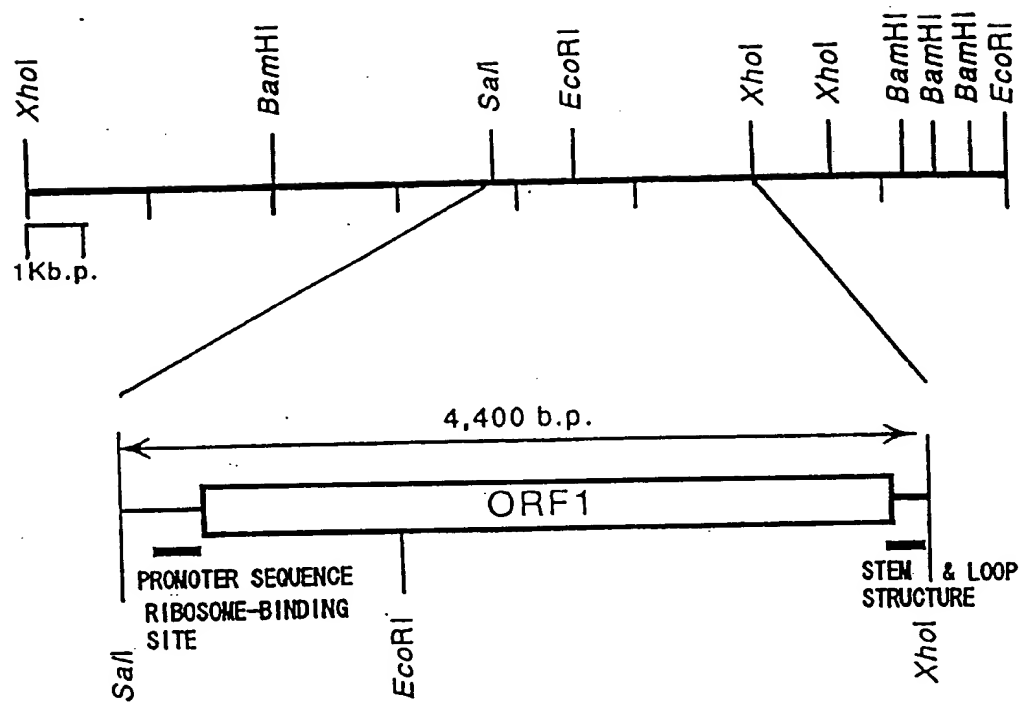 XhoI
BamHI
SalI
EcoRI
XhoI
XhoI
BamHI
BamHI
BamHI
EcoRI
1Kb.p.
4,400 b.p.
ORF1
PROMOTER SEQUENCE
RIBOSOME-BINDING
SITE
STEM & LOOP
STRUCTURE
SalI
EcoRI
XhoI